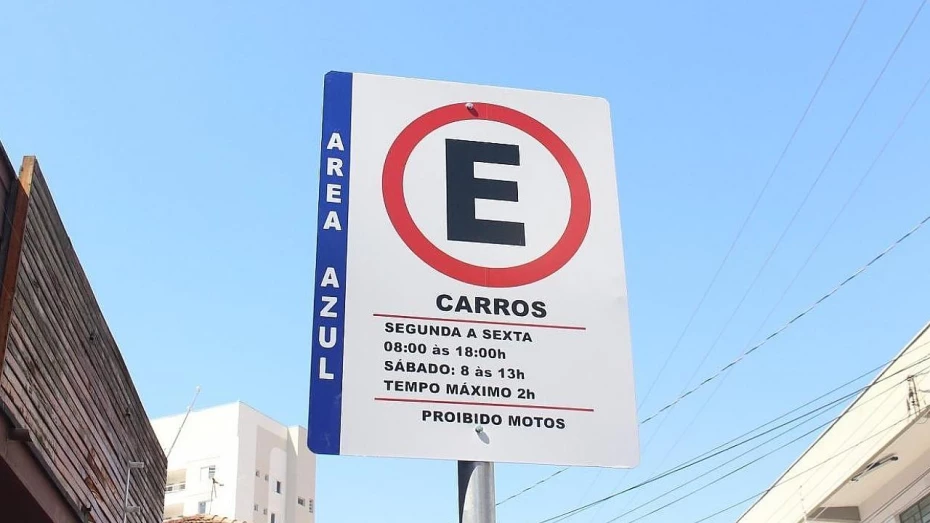 AREA AZUL
E
CARROS
SEGUNDA A SEXTA
08:00 às 18:00h
SÁBADO: 8 às 13h
TEMPO MÁXIMO 2h
PROIBIDO MOTOS